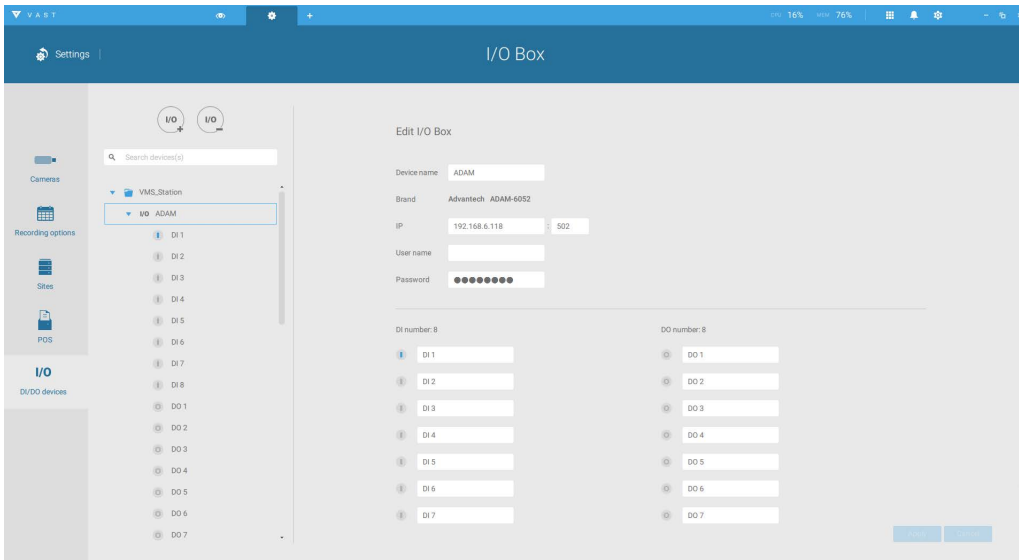 VAST
+
CPU 16% MEM 76%
Settings
I/O Box
I/O
I/O
Search devices(s)
Cameras
Recording options
Sites
POS
I/O
DI/DO devices
VMS_Station
I/O ADAM
DI 1
DI 2
DI 3
DI 4
DI 5
DI 6
DI 7
DI 8
DO 1
DO 2
DO 3
DO 4
DO 5
DO 6
DO 7
Edit I/O Box
Device name ADAM
Brand Advantech ADAM-6052
IP 192.168.6.118 : 502
User name
Password
DI number: 8
DI 1
DI 2
DI 3
DI 4
DI 5
DI 6
DI 7
DO number: 8
DO 1
DO 2
DO 3
DO 4
DO 5
DO 6
DO 7